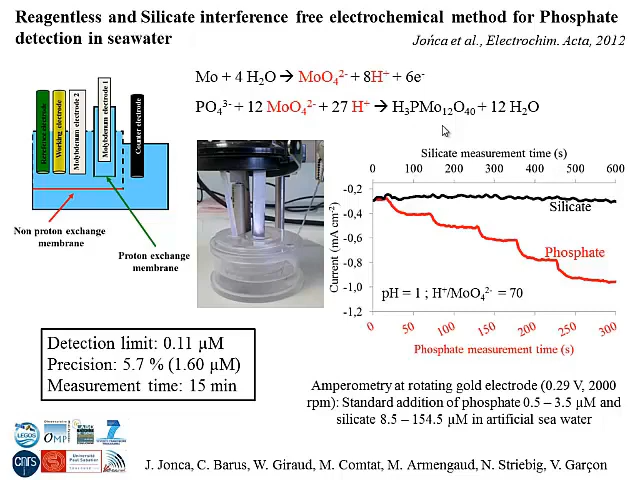 Reagentless and Silicate interference free electrochemical method for Phosphate
detection in seawater
Jońca et al., Electrochim. Acta, 2012
Mo + 4 H₂O → MoO₄²⁻ + 8H⁺ + 6e⁻
PO₄³⁻ + 12 MoO₄²⁻ + 27 H⁺ → H₃PMo₁₂O₄₀ + 12 H₂O
Reference electrode
Working electrode
Molybdenum electrode 2
Molybdenum electrode 1
Counter electrode
Non proton exchange
membrane
Proton exchange
membrane
Silicate measurement time (s)
0 100 200 300 400 500 600
-0,2
-0,4
-0,6
-0,8
-1,0
-1,2
Current (mA cm⁻²)
Silicate
Phosphate
pH = 1 ; H⁺/MoO₄²⁻ = 70
0 50 100 150 200 250 300
Phosphate measurement time (s)
Detection limit: 0.11 µM
Precision: 5.7 % (1.60 µM)
Measurement time: 15 min
Amperometry at rotating gold electrode (0.29 V, 2000
rpm): Standard addition of phosphate 0.5 – 3.5 µM and
silicate 8.5 – 154.5 µM in artificial sea water
LEGOS
OMP
7
cnrs
Université
Paul Sabatier
J. Jonca, C. Barus, W. Giraud, M. Comtat, M. Armengaud, N. Striebig, V. Garçon